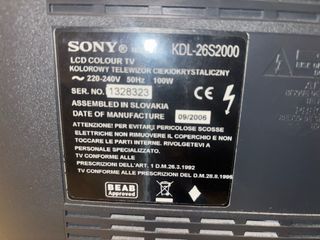 SONY® KDL-26S2000
LCD COLOUR TV
KOLOROWY TELEWIZOR CIEKŁOKRYSTALICZNY
~ 220-240V 50Hz 100W
SER. NO. 1328323
ASSEMBLED IN SLOVAKIA
DATE OF MANUFACTURE 09/2006
ATTENZIONE! PER EVITARE PERICOLOSE SCOSSE
ELETTRICHE NON RIMUOVERE IL COPERCHIO E NON
TOCCARE LE PARTI INTERNE. RIVOLGETEVI A
PERSONALE SPECIALIZZATO.
TV CONFORME ALLE
PRESCRIZIONI DELL'ART. 1 D.M.26.3.1992
TV CONFORME ALLE
PRESCRIZIONI DEL D.M. 26.8.1995
BEAB
Approved
CE